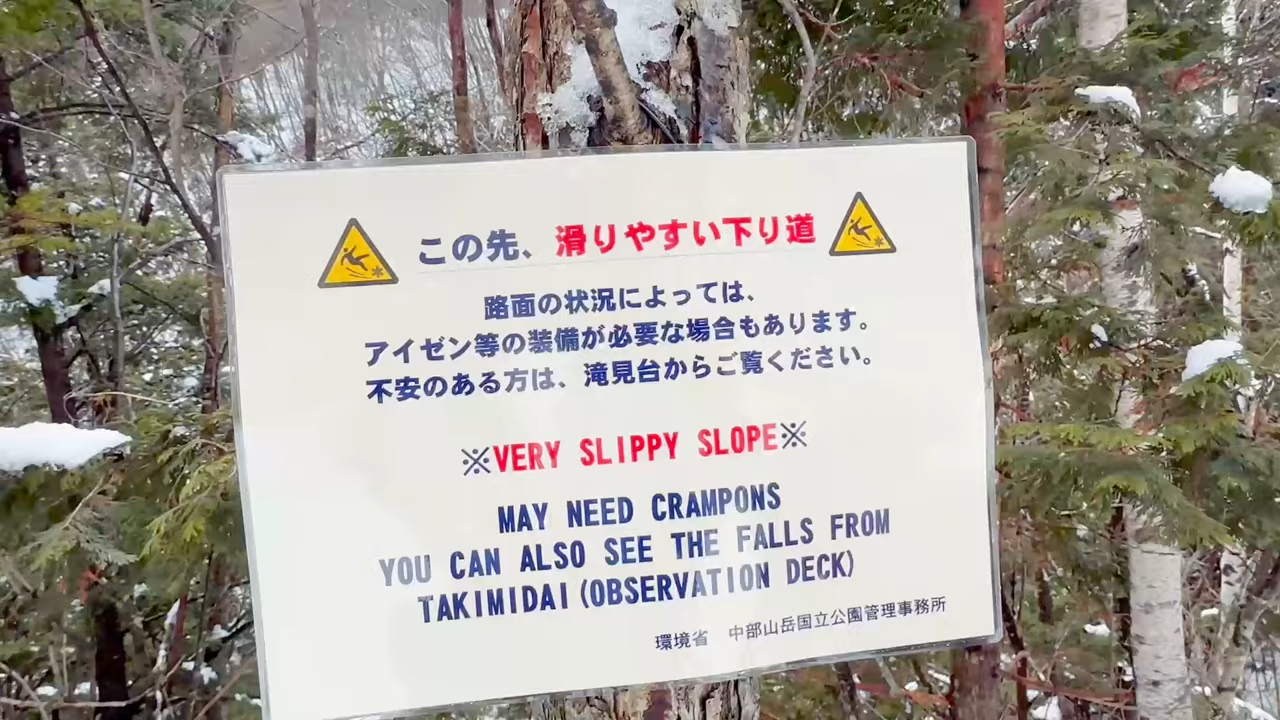 この先、滑りやすい下り道
路面の状況によっては、
アイゼン等の装備が必要な場合もあります。
不安のある方は、滝見台からご覧ください。
※VERY SLIPPY SLOPE※
MAY NEED CRAMPONS
YOU CAN ALSO SEE THE FALLS FROM
TAKIMIDAI(OBSERVATION DECK)
環境省　中部山岳国立公園管理事務所